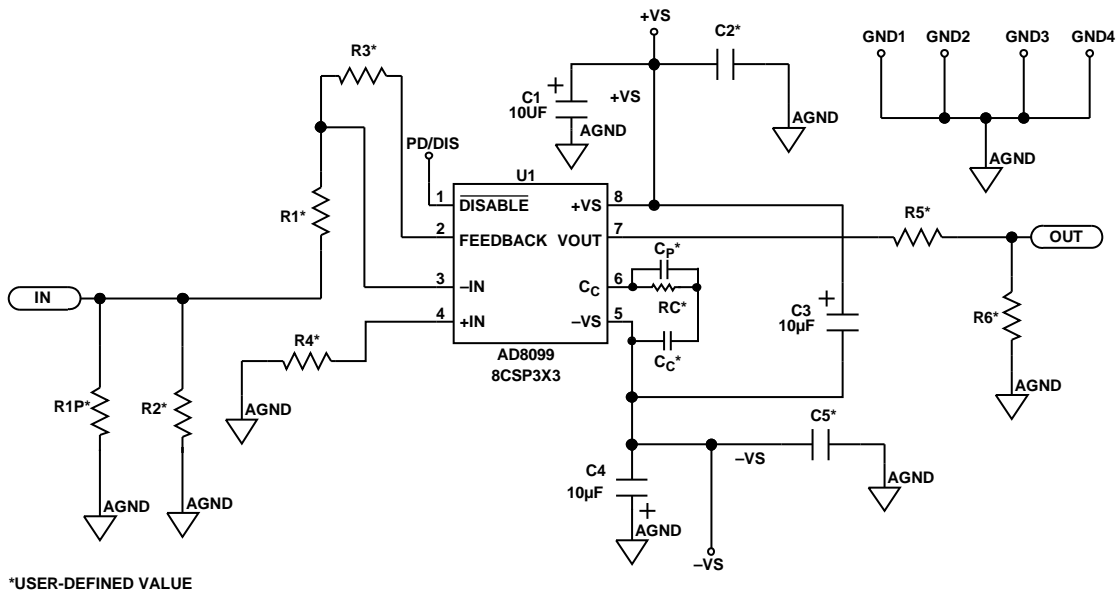 +VS
C2*
GND1
GND2
GND3
GND4
R3*
C1
10UF
+VS
AGND
AGND
AGND
PD/DIS
U1
R1*
1
DISABLE
+VS
8
2
FEEDBACK
VOUT
7
R5*
OUT
CP*
3
–IN
CC
6
RC*
IN
4
+IN
–VS
5
C3
10µF
R6*
R4*
CC*
AD8099
8CSP3X3
R1P*
R2*
AGND
AGND
C5*
–VS
C4
10µF
AGND
AGND
AGND
AGND
–VS
*USER-DEFINED VALUE